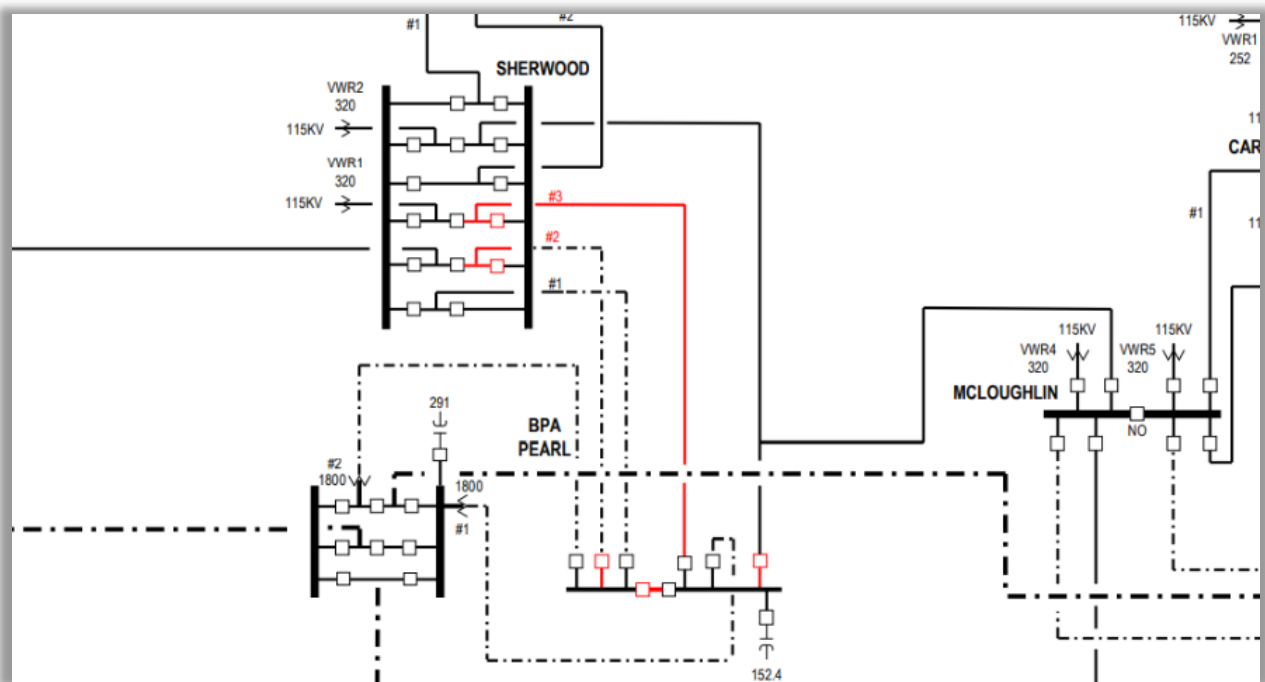 #1
#2
115KV
VWR1
252
SHERWOOD
VWR2
320
115KV
VWR1
320
115KV
#3
#2
#1
CAR
#1
115KV
115KV
VWR4
320
VWR5
320
MCLOUGHLIN
NO
291
BPA
PEARL
#2
1800
1800
#1
152.4